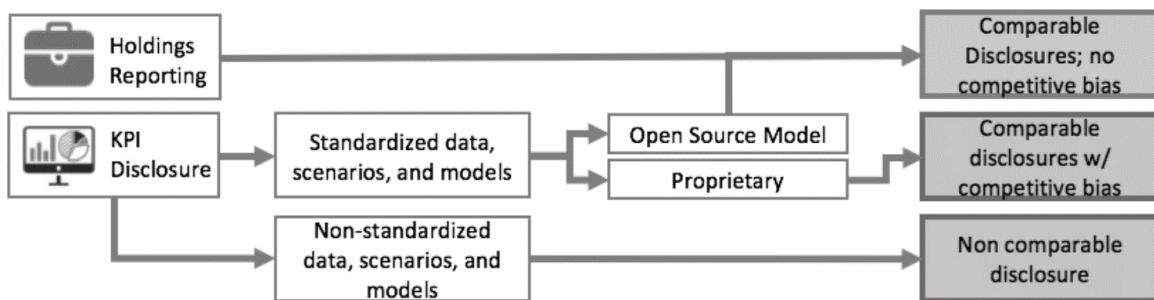 Holdings
Reporting
Comparable
Disclosures; no
competitive bias
KPI
Disclosure
Standardized data,
scenarios, and models
Open Source Model
Proprietary
Comparable
disclosures w/
competitive bias
Non-standardized
data, scenarios, and
models
Non comparable
disclosure